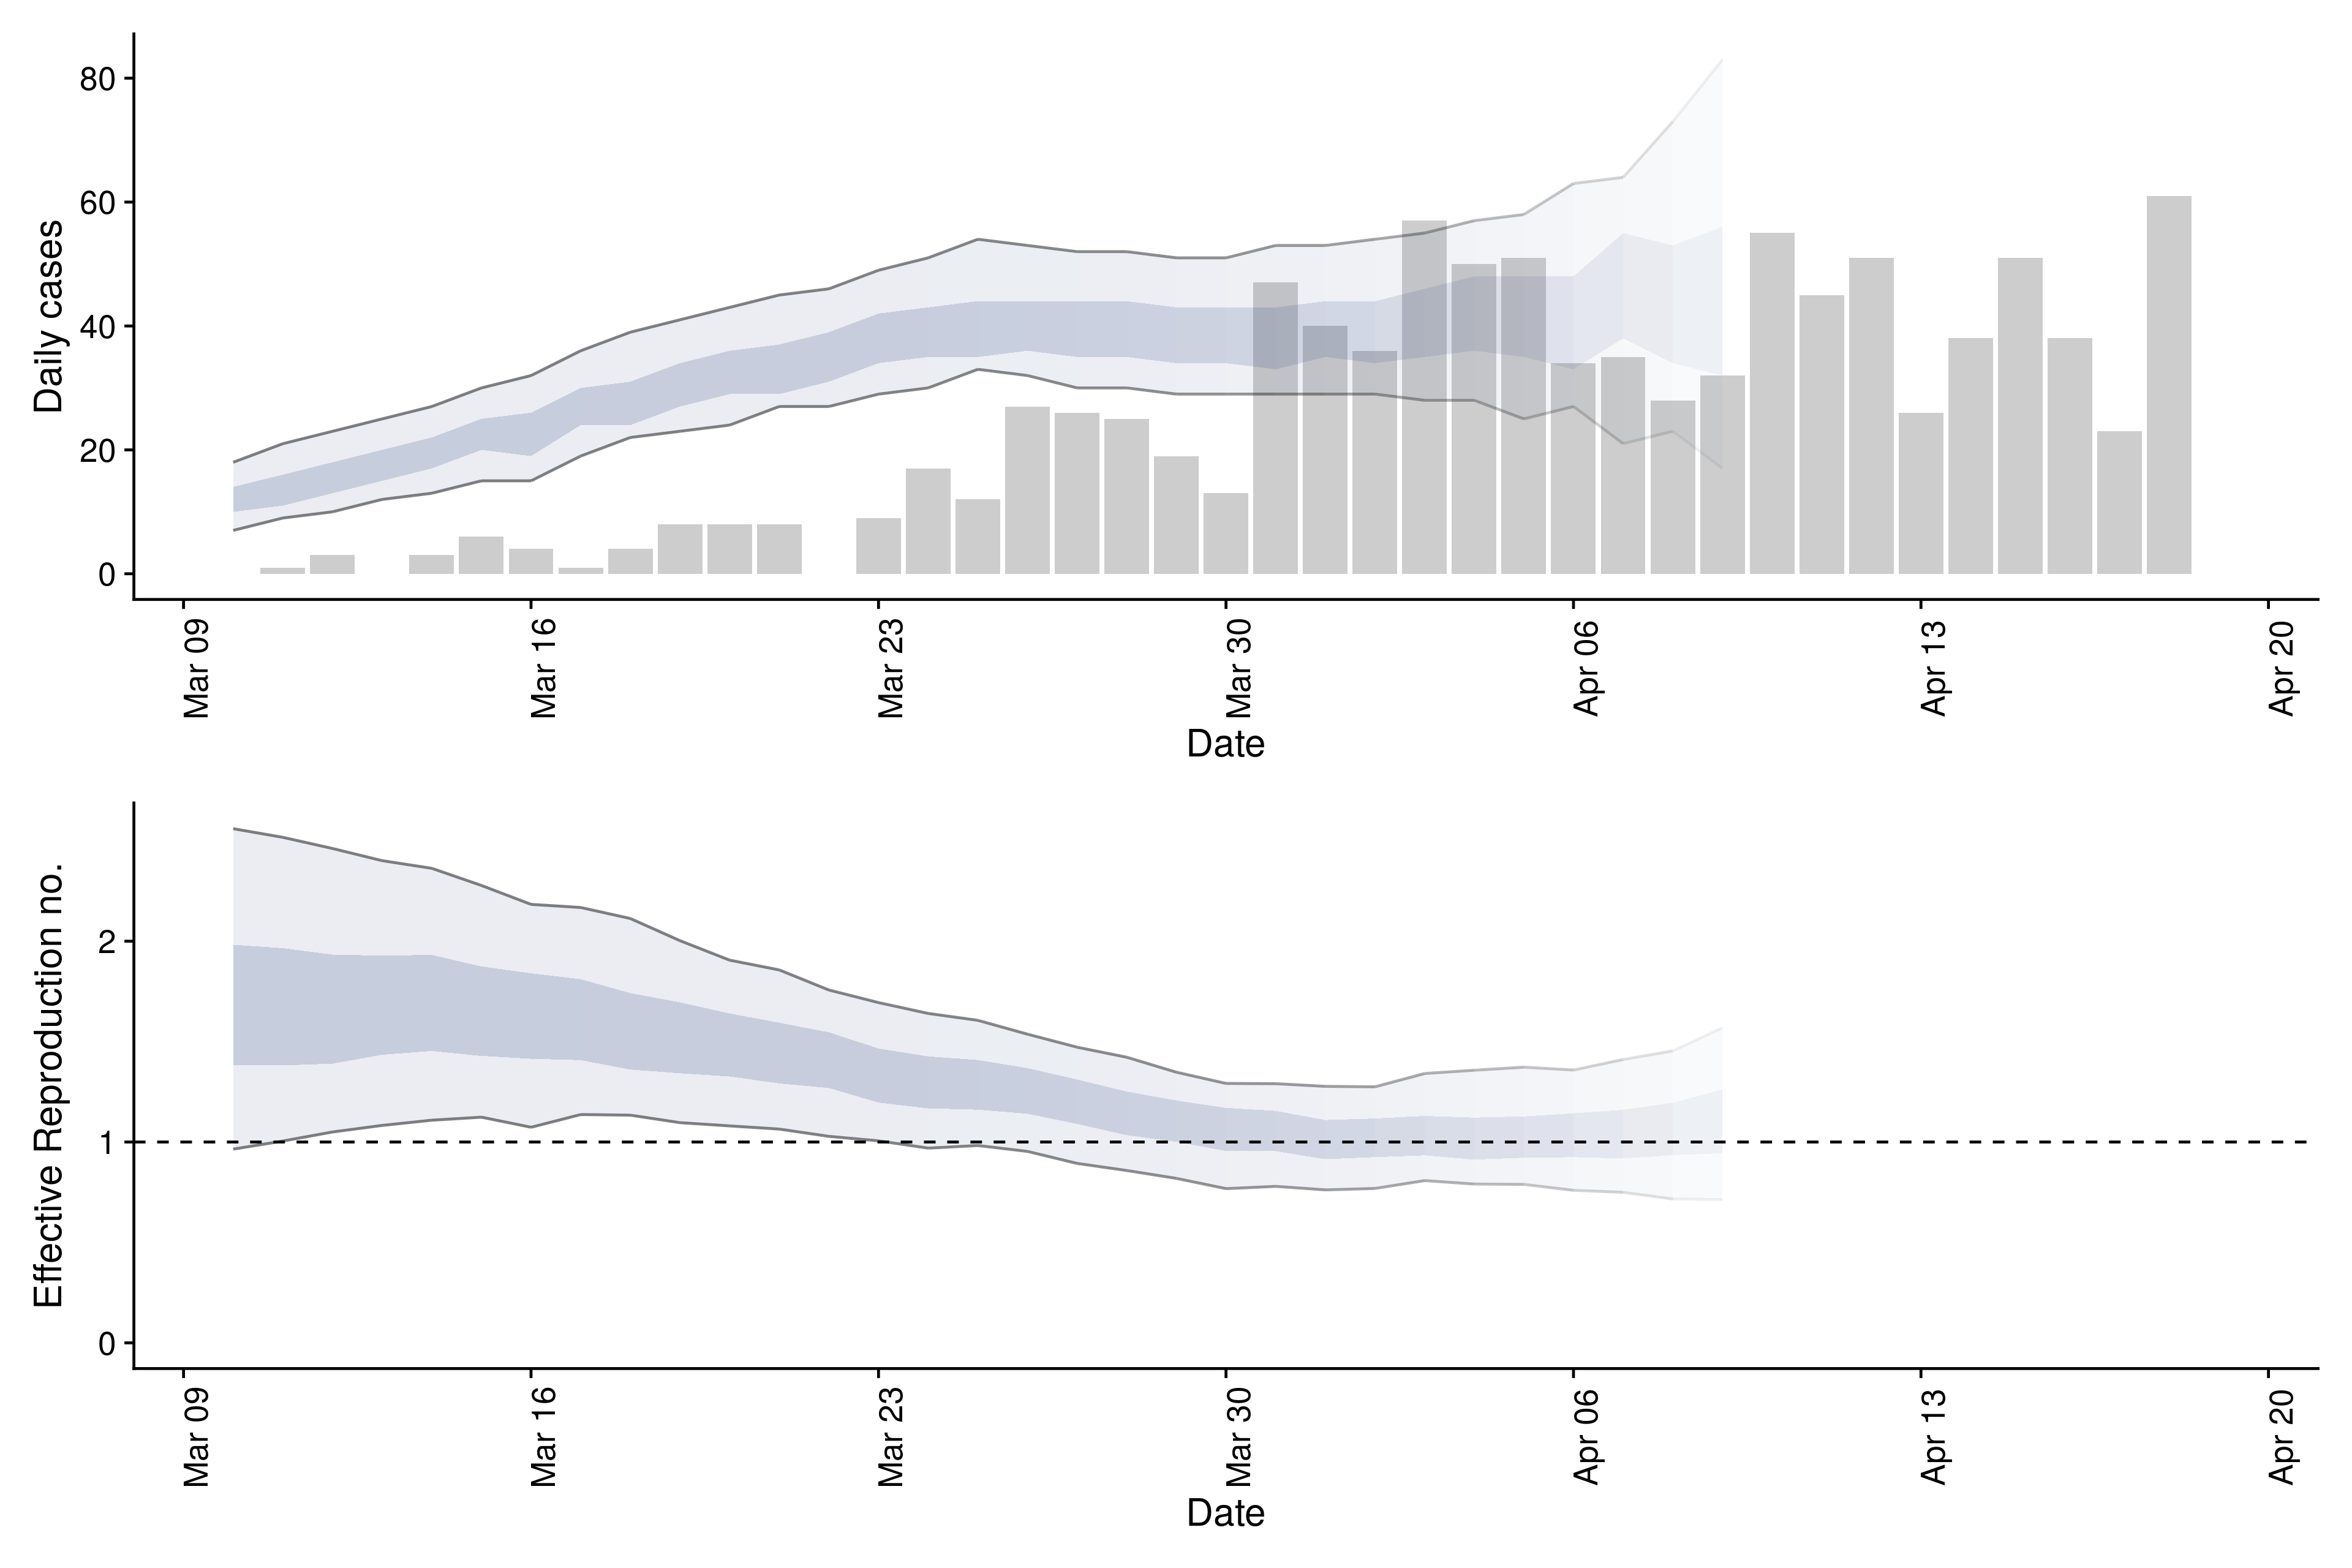 Daily cases
80
60
40
20
0
Mar 09
Mar 16
Mar 23
Mar 30
Apr 06
Apr 13
Apr 20
Date
Effective Reproduction no.
2
1
0
Mar 09
Mar 16
Mar 23
Mar 30
Apr 06
Apr 13
Apr 20
Date